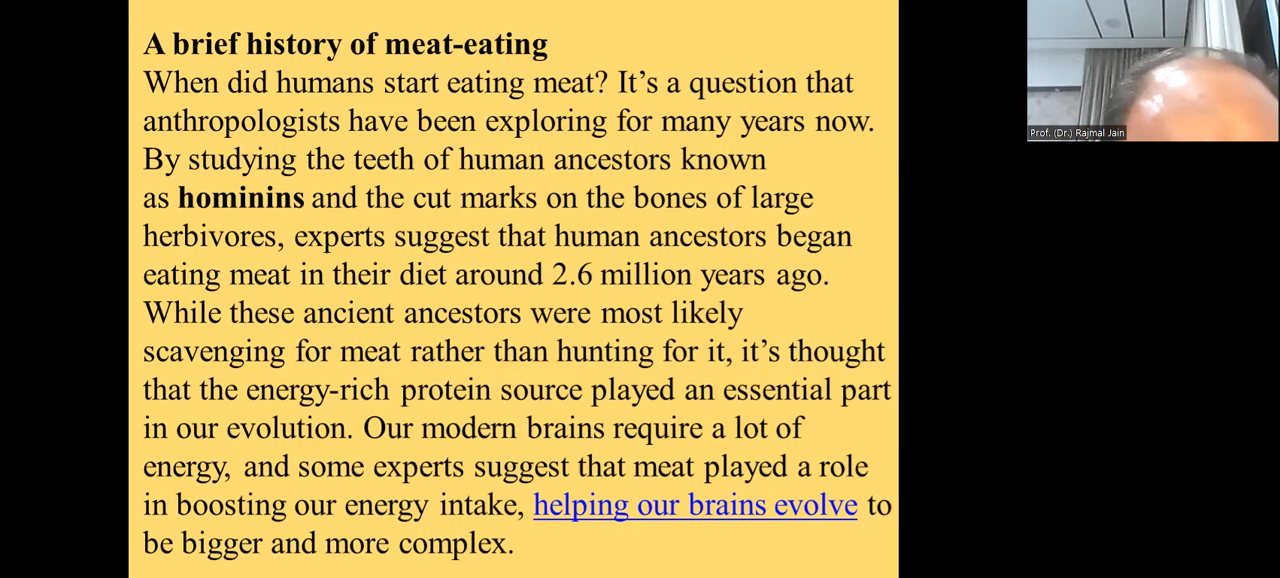 A brief history of meat-eating
When did humans start eating meat? It’s a question that
anthropologists have been exploring for many years now.
By studying the teeth of human ancestors known
as hominins and the cut marks on the bones of large
herbivores, experts suggest that human ancestors began
eating meat in their diet around 2.6 million years ago.
While these ancient ancestors were most likely
scavenging for meat rather than hunting for it, it’s thought
that the energy-rich protein source played an essential part
in our evolution. Our modern brains require a lot of
energy, and some experts suggest that meat played a role
in boosting our energy intake, helping our brains evolve to
be bigger and more complex.
Prof. (Dr.) Rajmal Jain